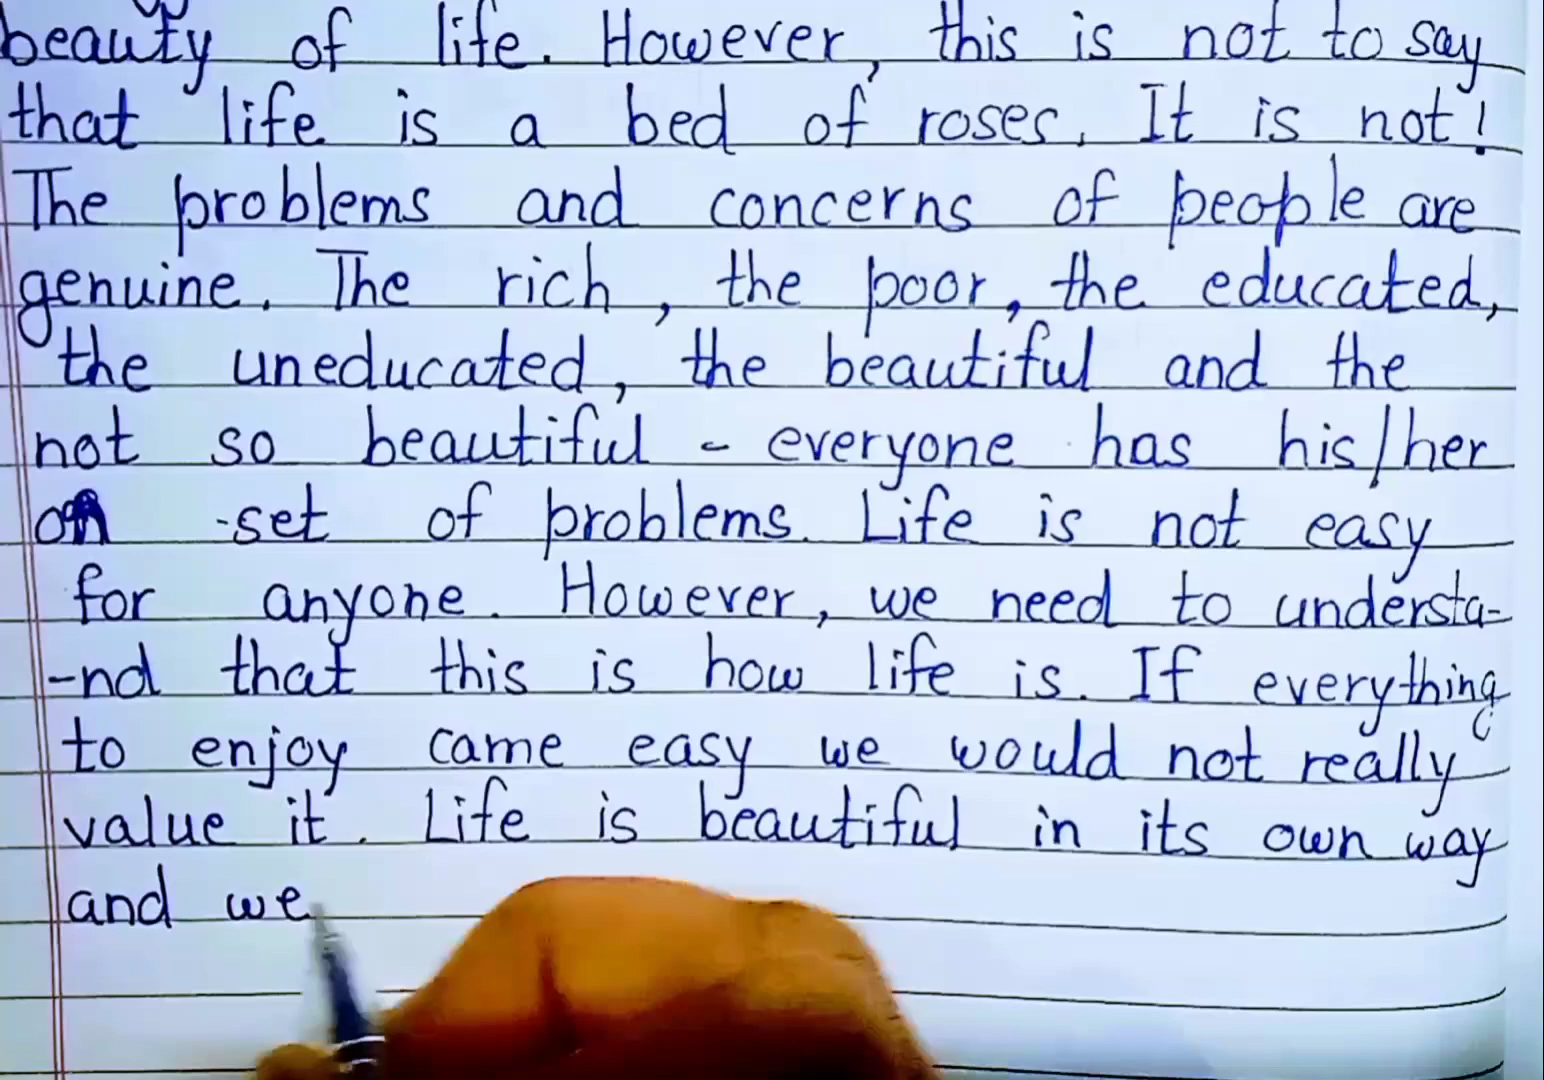 beauty of life. However, this is not to say
that life is a bed of roses. It is not!
The problems and concerns of people are
genuine. The rich, the poor, the educated,
the uneducated, the beautiful and the
not so beautiful - everyone has his/her
set of problems. Life is not easy
for anyone. However, we need to understa-
-nd that this is how life is. If everything
to enjoy came easy we would not really
value it. Life is beautiful in its own way
and we